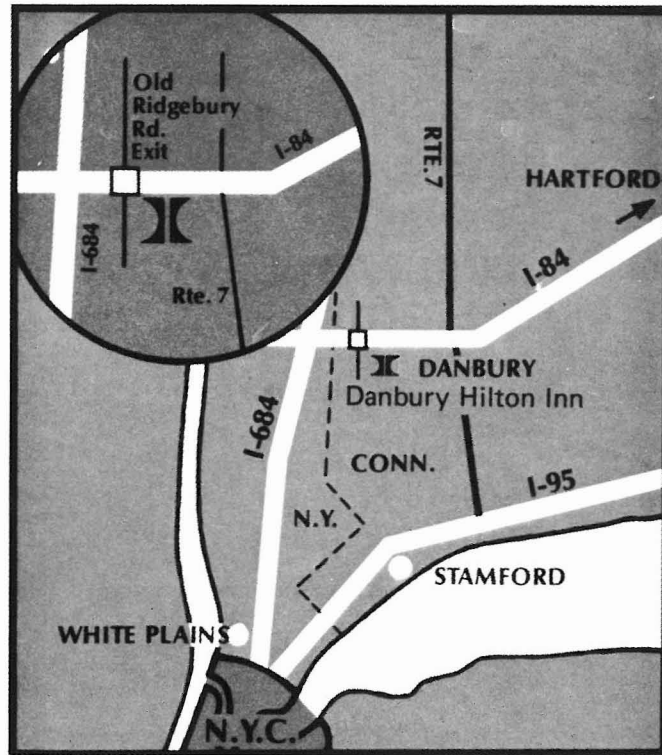 Old
Ridgebury
Rd.
Exit
I-84
I-684
Rte. 7
RTE. 7
HARTFORD
I-84
DANBURY
Danbury Hilton Inn
I-684
CONN.
I-95
N.Y.
STAMFORD
WHITE PLAINS
N.Y.C.